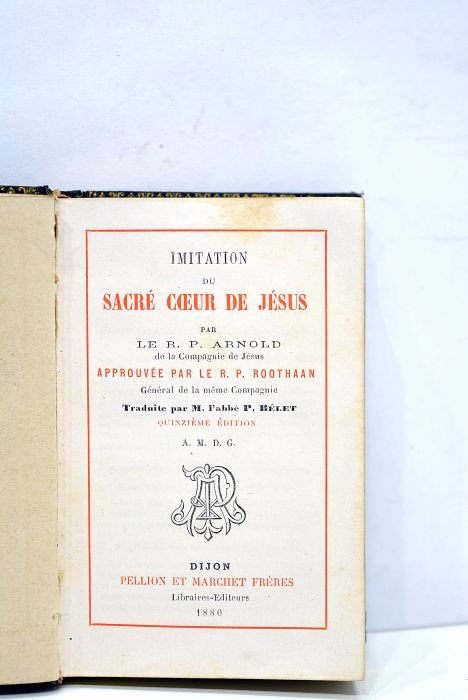 IMITATION
DU
SACRÉ CŒUR DE JÉSUS
PAR
LE R. P. ARNOLD
de la Compagnie de Jésus
APPROUVÉE PAR LE R. P. ROOTHAAN
Général de la même Compagnie
Traduite par M. l'abbé P. BÉLET
QUINZIÈME ÉDITION
A. M. D. G.
DIJON
PELLION ET MARCHET FRÈRES
Libraires-Editeurs
1880